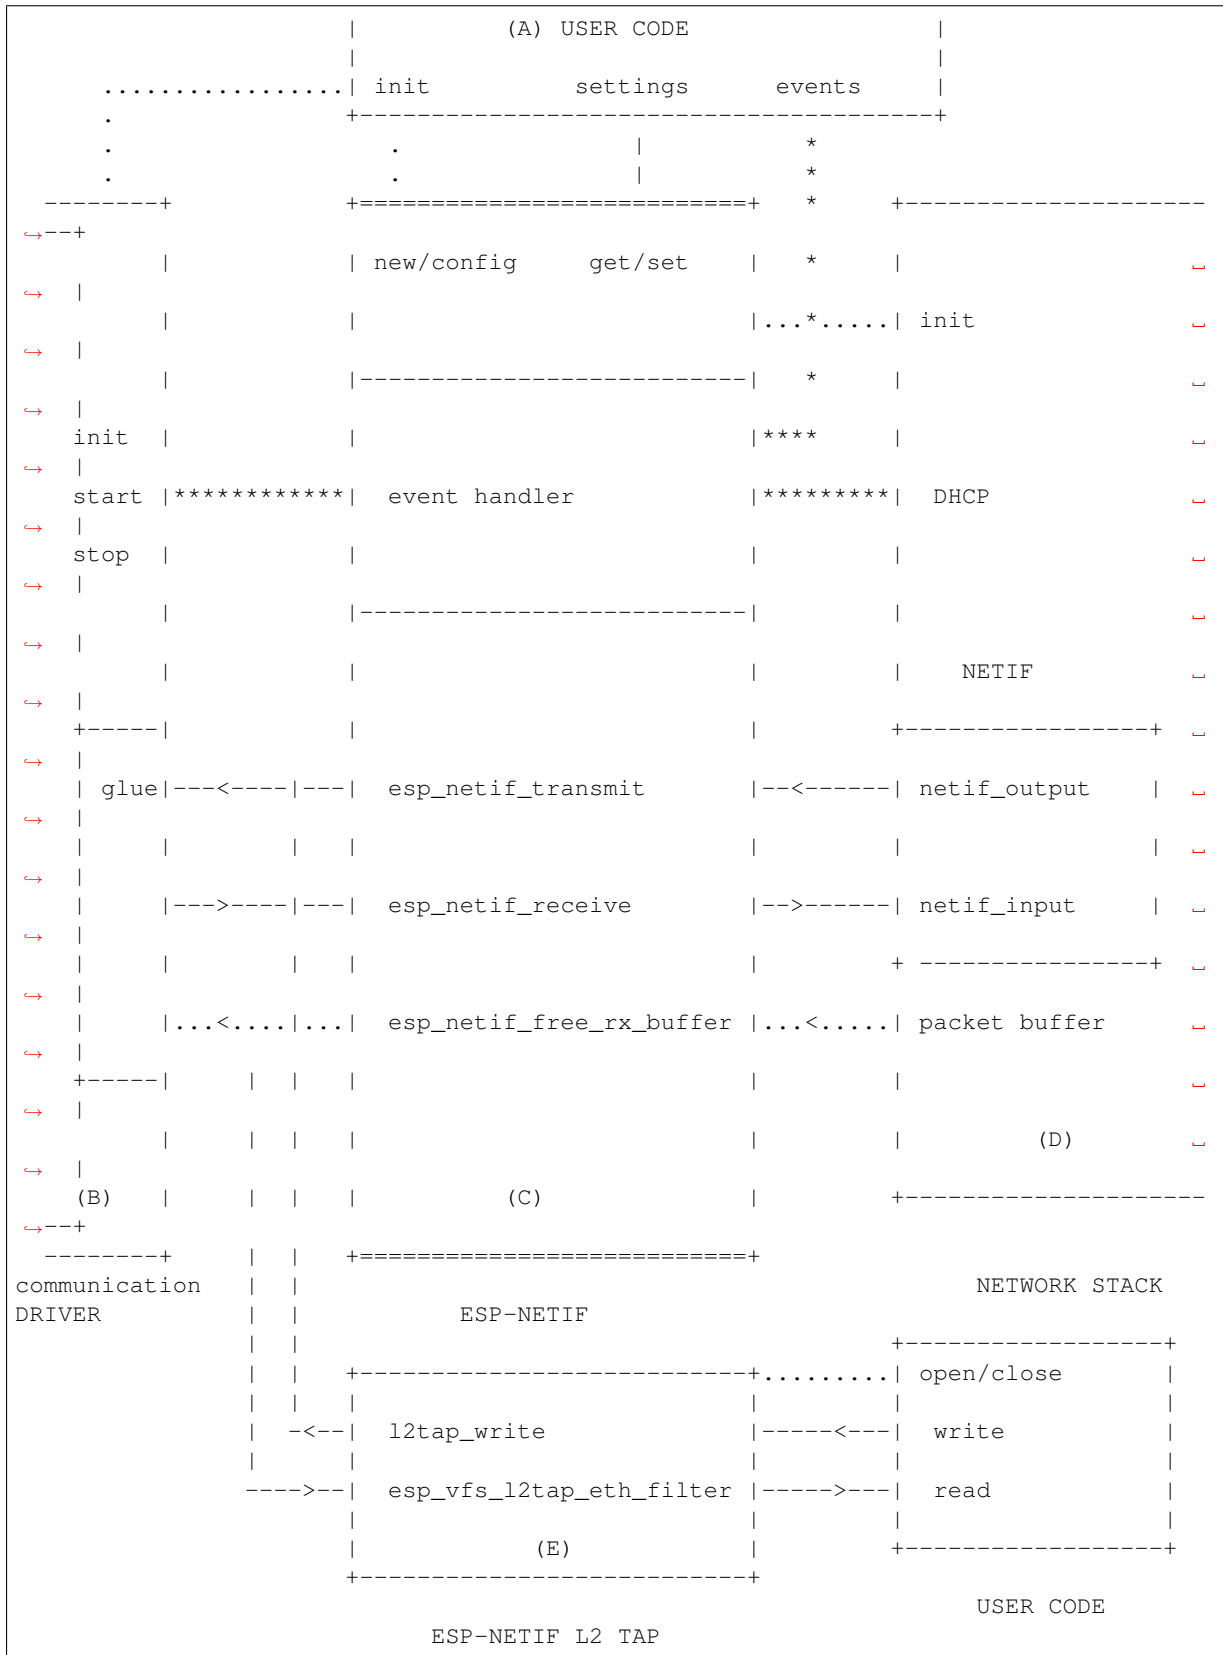 |          (A) USER CODE                 |
                       |                                        |
      .................| init          settings      events     |
      .                +----------------------------------------+
      .                   .                |           *
      .                   .                |           *
  --------+            +===========================+   *     +---------------------
↪--+
          |            | new/config     get/set    |   *     |                    ␣
↪  |
          |            |                           |...*.....| init               ␣
↪  |
          |            |---------------------------|   *     |                    ␣
↪  |
    init  |            |                           |****     |                    ␣
↪  |
    start |************|  event handler            |*********|  DHCP              ␣
↪  |
    stop  |            |                           |         |                    ␣
↪  |
          |            |---------------------------|         |                    ␣
↪  |
          |            |                           |         |    NETIF           ␣
↪  |
    +-----|            |                           |         +-----------------+  ␣
↪  |
    | glue|---<----|---|  esp_netif_transmit       |--<------| netif_output    |  ␣
↪  |
    |     |        |   |                           |         |                 |  ␣
↪  |
    |     |--->----|---|  esp_netif_receive        |-->------| netif_input     |  ␣
↪  |
    |     |        |   |                           |         + ----------------+  ␣
↪  |
    |     |...<....|...|  esp_netif_free_rx_buffer |...<.....| packet buffer      ␣
↪  |
    +-----|     |  |   |                           |         |                    ␣
↪  |
          |     |  |   |                           |         |         (D)        ␣
↪  |
    (B)   |     |  |   |          (C)              |         +---------------------
↪--+
  --------+     |  |   +===========================+
communication   |  |                                               NETWORK STACK
DRIVER          |  |           ESP-NETIF
                |  |                                         +------------------+
                |  |   +---------------------------+.........| open/close       |
                |  |   |                           |         |                  |
                |  -<--|  l2tap_write              |-----<---|  write           |
                |      |                           |         |                  |
                ---->--|  esp_vfs_l2tap_eth_filter |----->---|  read            |
                       |                           |         |                  |
                       |            (E)            |         +------------------+
                       +---------------------------+
                                                                   USER CODE
                             ESP-NETIF L2 TAP